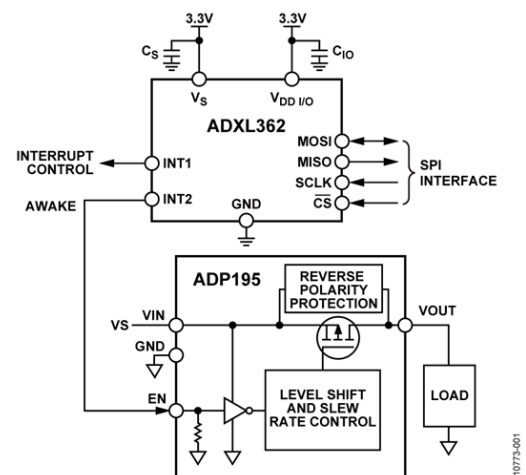 3.3V 3.3V
CS CIO
VS VDD I/O
ADXL362
MOSI
INTERRUPT
CONTROL
INT1
MISO
SPI
INTERFACE
SCLK
AWAKE
INT2
GND
CS
ADP195
REVERSE
POLARITY
PROTECTION
VS VIN
VOUT
GND
EN
LEVEL SHIFT
AND SLEW
RATE CONTROL
LOAD
10773-001